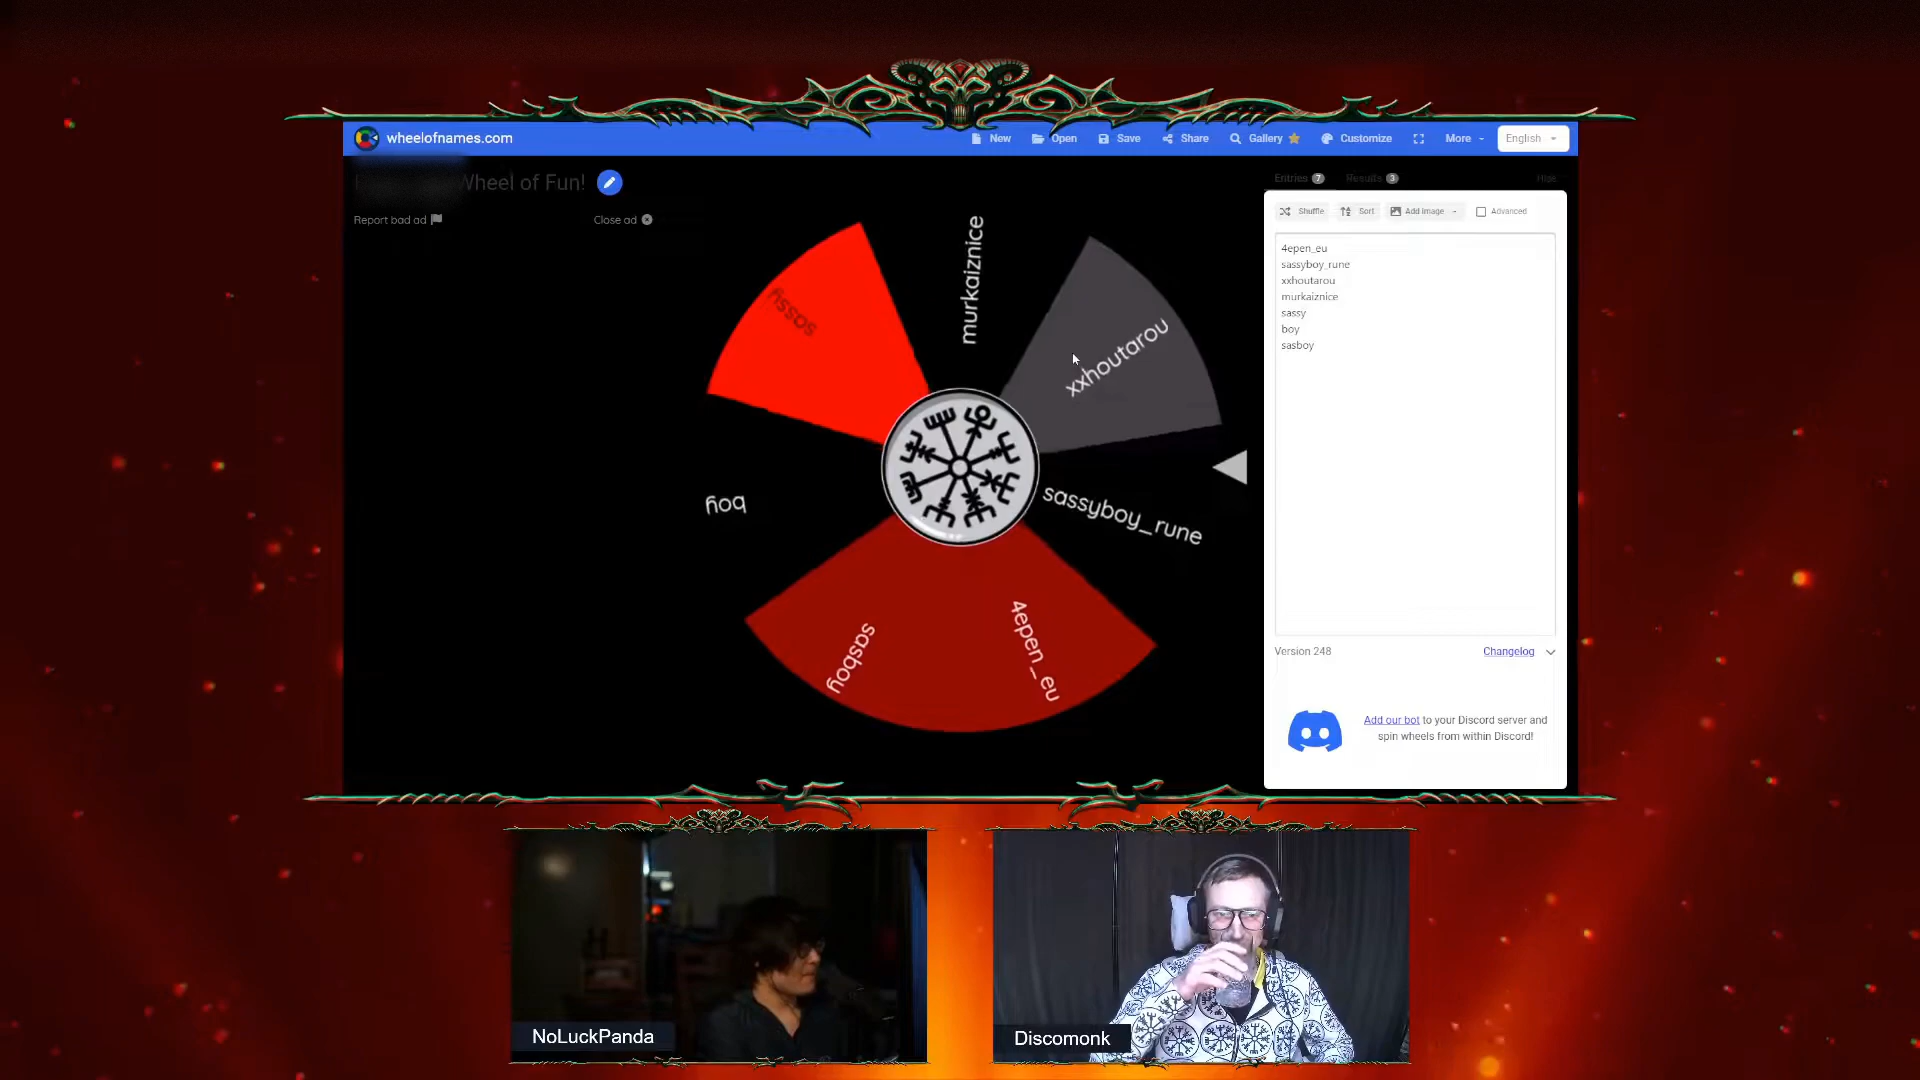 wheelofnames.com
New
Open
Save
Share
Gallery
Customize
More
English
Wheel of Fun!
Report bad ad
Close ad
Entries 7
Results 3
Hide
Shuffle
Sort
Add image
Advanced
4epen_eu
sassyboy_rune
xxhoutarou
murkaiznice
sassy
boy
sasboy
murkaiznice
sassy
xxhoutarou
boy
sassyboy_rune
sasboy
4epen_eu
Version 248
Changelog
Add our bot to your Discord server and
spin wheels from within Discord!
NoLuckPanda
Discomonk